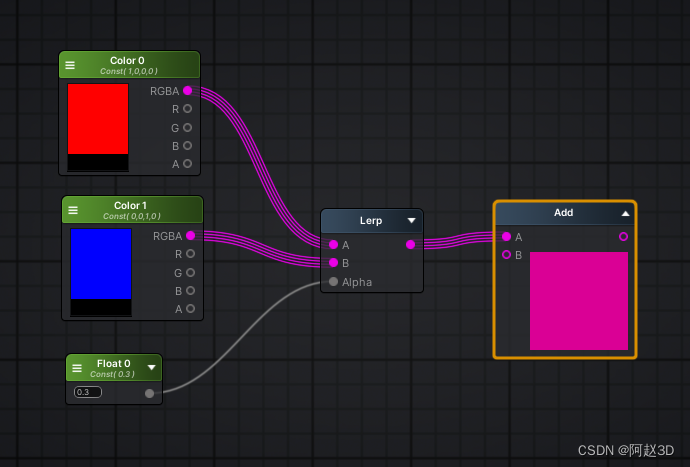 Color 0
Const( 1,0,0,0 )
RGBA
R
G
B
A
Color 1
Const( 0,0,1,0 )
RGBA
R
G
B
A
Float 0
Const( 0.3 )
0.3
Lerp
A
B
Alpha
Add
A
B
CSDN @阿赵3D